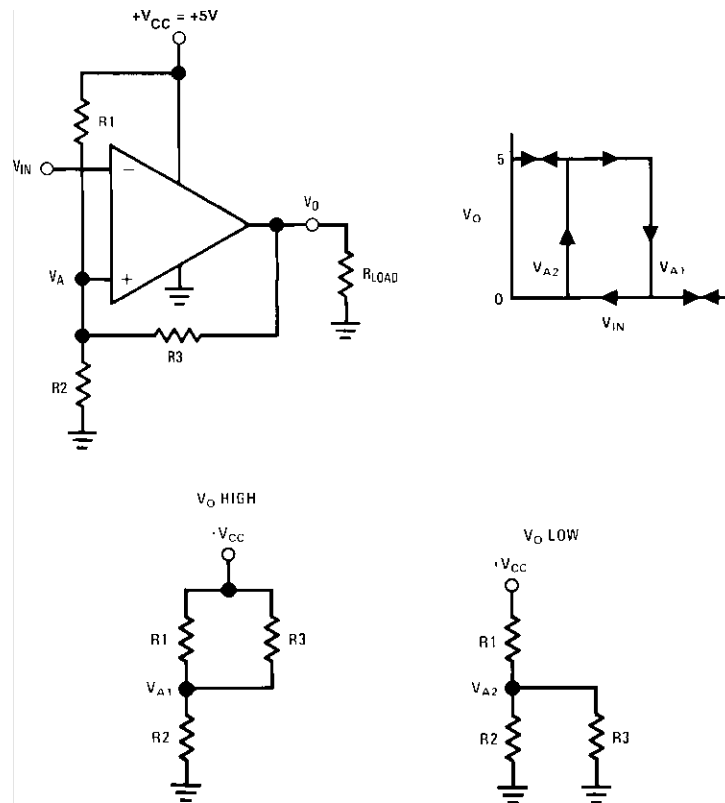 +VCC = +5V
R1
VIN
−
VO
VA
+
RLOAD
R3
R2
5
VO
VA2
VA1
0
VIN
VO HIGH
·VCC
R1
R3
VA1
R2
VO LOW
·VCC
R1
VA2
R2
R3